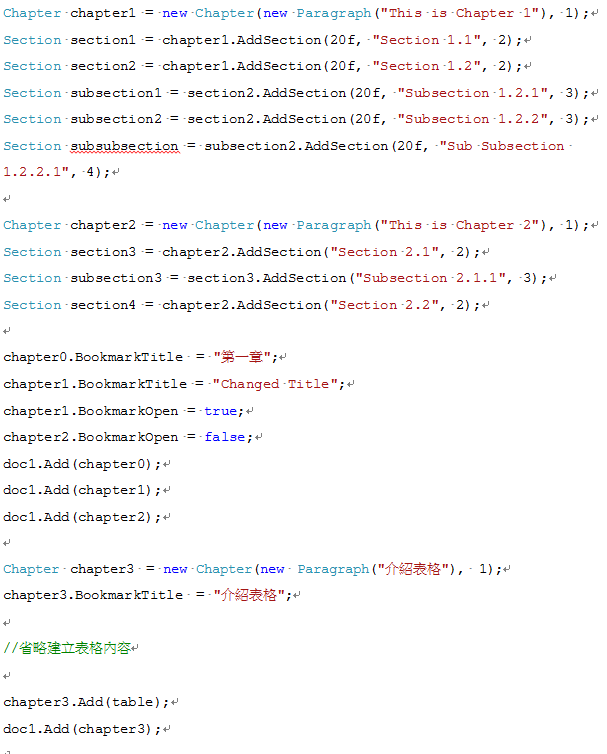 Chapter chapter1 = new Chapter(new Paragraph("This is Chapter 1"), 1);
Section section1 = chapter1.AddSection(20f, "Section 1.1", 2);
Section section2 = chapter1.AddSection(20f, "Section 1.2", 2);
Section subsection1 = section2.AddSection(20f, "Subsection 1.2.1", 3);
Section subsection2 = section2.AddSection(20f, "Subsection 1.2.2", 3);
Section subsubsection = subsection2.AddSection(20f, "Sub Subsection
1.2.2.1", 4);
Chapter chapter2 = new Chapter(new Paragraph("This is Chapter 2"), 1);
Section section3 = chapter2.AddSection("Section 2.1", 2);
Section subsection3 = section3.AddSection("Subsection 2.1.1", 3);
Section section4 = chapter2.AddSection("Section 2.2", 2);
chapter0.BookmarkTitle = "第一章";
chapter1.BookmarkTitle = "Changed Title";
chapter1.BookmarkOpen = true;
chapter2.BookmarkOpen = false;
doc1.Add(chapter0);
doc1.Add(chapter1);
doc1.Add(chapter2);
Chapter chapter3 = new Chapter(new Paragraph("介紹表格"), 1);
chapter3.BookmarkTitle = "介紹表格";
//省略建立表格內容
chapter3.Add(table);
doc1.Add(chapter3);